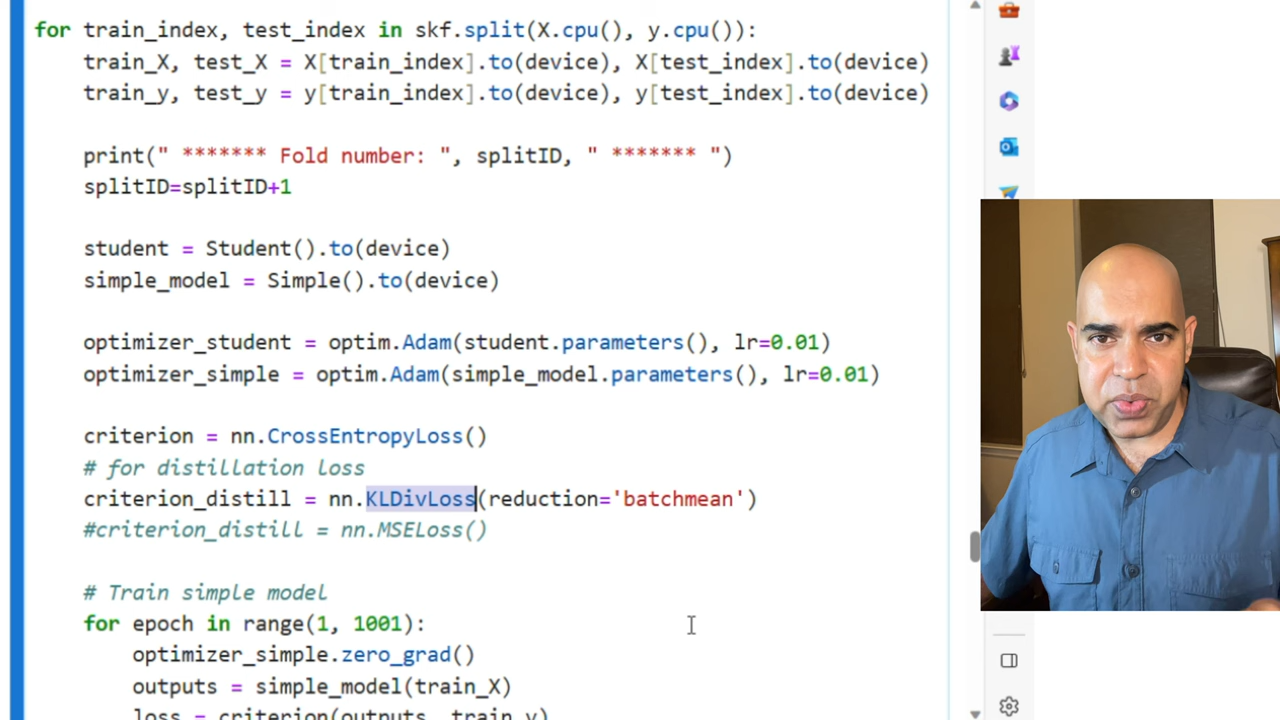 for train_index, test_index in skf.split(X.cpu(), y.cpu()):
train_X, test_X = X[train_index].to(device), X[test_index].to(device)
train_y, test_y = y[train_index].to(device), y[test_index].to(device)
print(" ******* Fold number: ", splitID, " ******* ")
splitID=splitID+1
student = Student().to(device)
simple_model = Simple().to(device)
optimizer_student = optim.Adam(student.parameters(), lr=0.01)
optimizer_simple = optim.Adam(simple_model.parameters(), lr=0.01)
criterion = nn.CrossEntropyLoss()
# for distillation loss
criterion_distill = nn.KLDivLoss(reduction='batchmean')
#criterion_distill = nn.MSELoss()
# Train simple model
for epoch in range(1, 1001):
optimizer_simple.zero_grad()
outputs = simple_model(train_X)
loss = criterion(outputs, train_y)